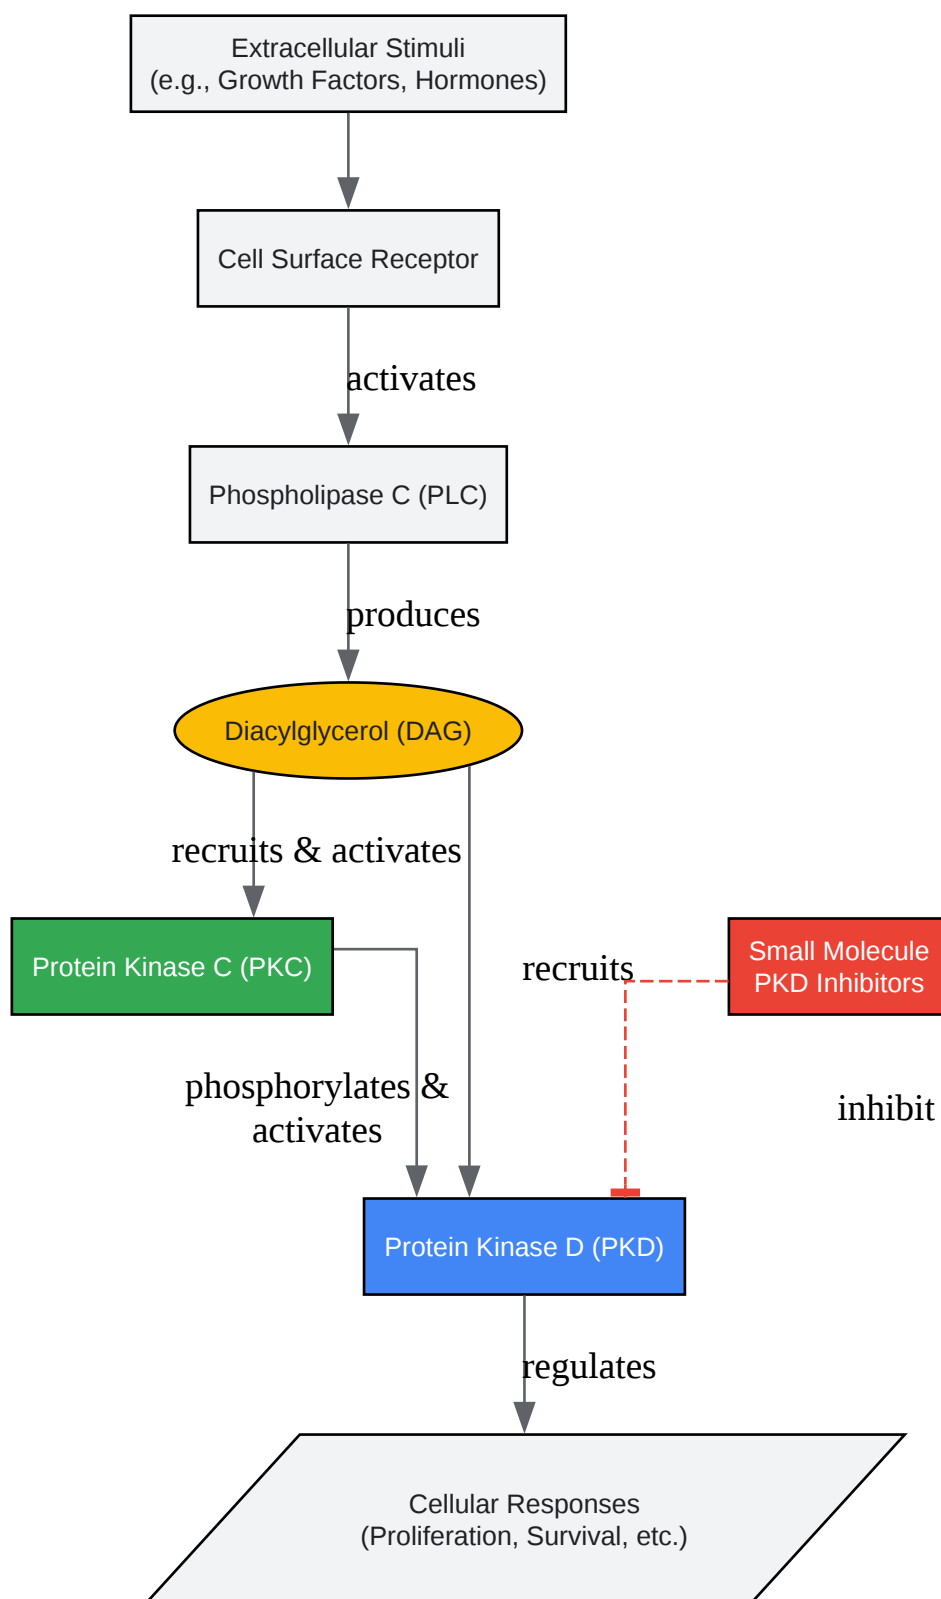 Extracellular Stimuli
(e.g., Growth Factors, Hormones)
Cell Surface Receptor
activates
Phospholipase C (PLC)
produces
Diacylglycerol (DAG)
recruits & activates
Protein Kinase C (PKC)
recruits
Small Molecule
PKD Inhibitors
phosphorylates &
activates
inhibit
Protein Kinase D (PKD)
regulates
Cellular Responses
(Proliferation, Survival, etc.)